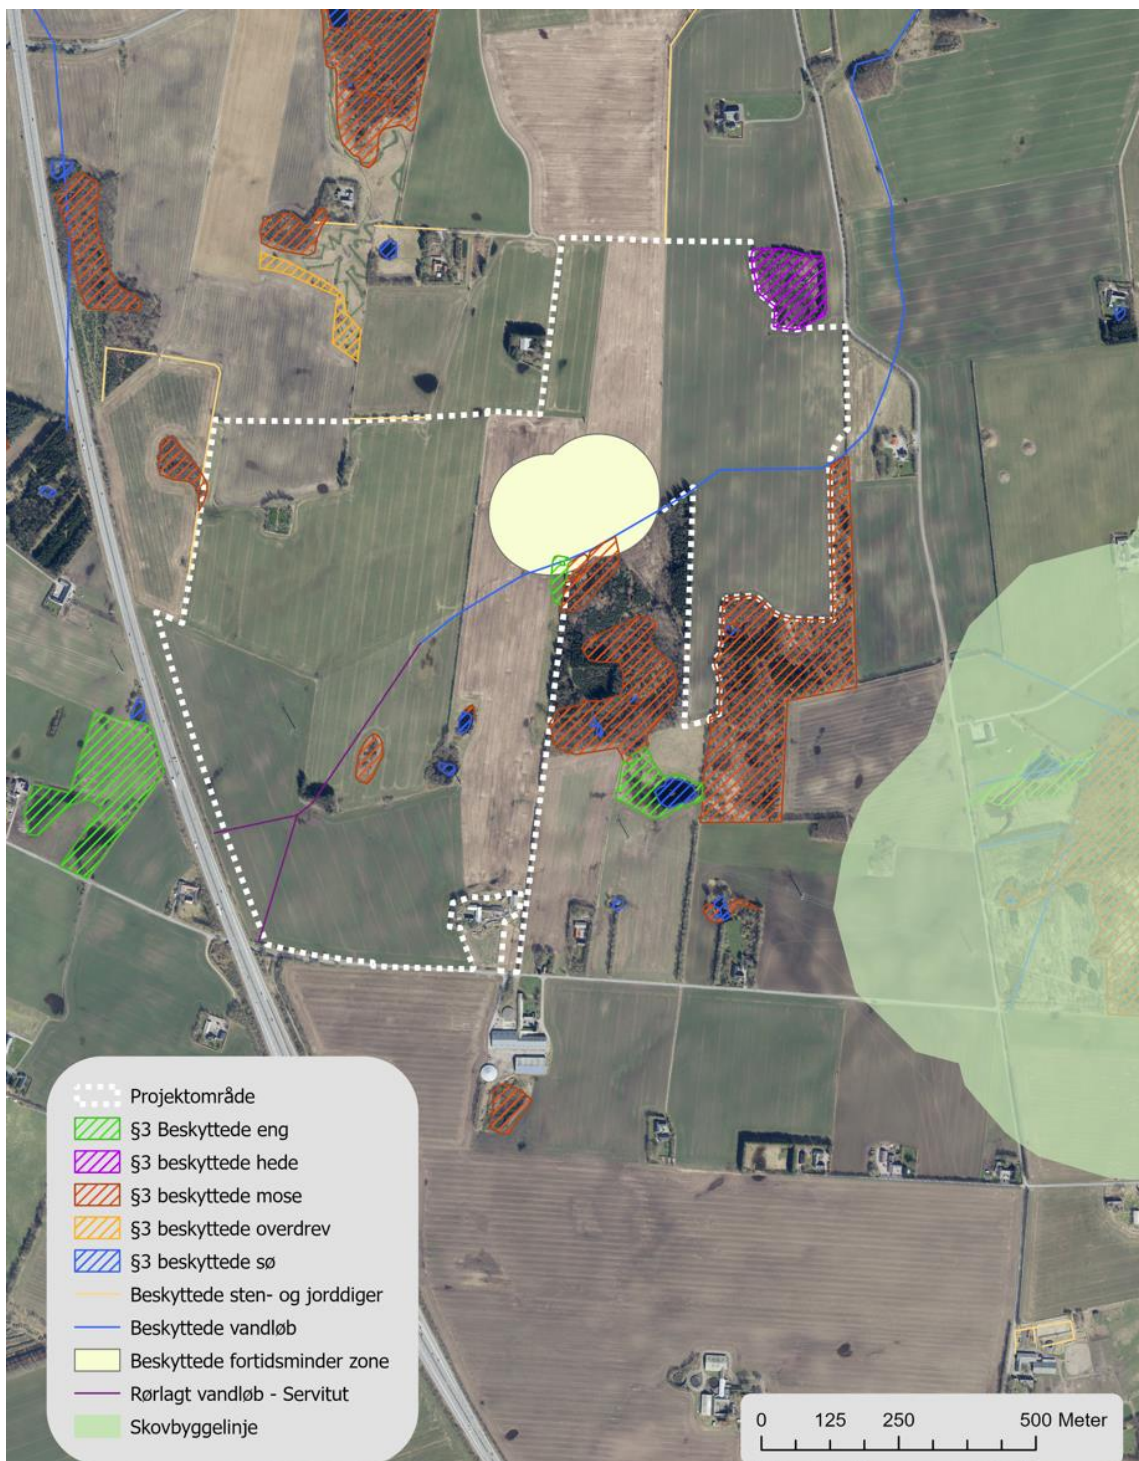 Projektområde
§3 Beskyttede eng
§3 beskyttede hede
§3 beskyttede mose
§3 beskyttede overdrev
§3 beskyttede sø
Beskyttede sten- og jorddiger
Beskyttede vandløb
Beskyttede fortidsminder zone
Rørlagt vandløb - Servitut
Skovbyggelinje
0 125 250 500 Meter